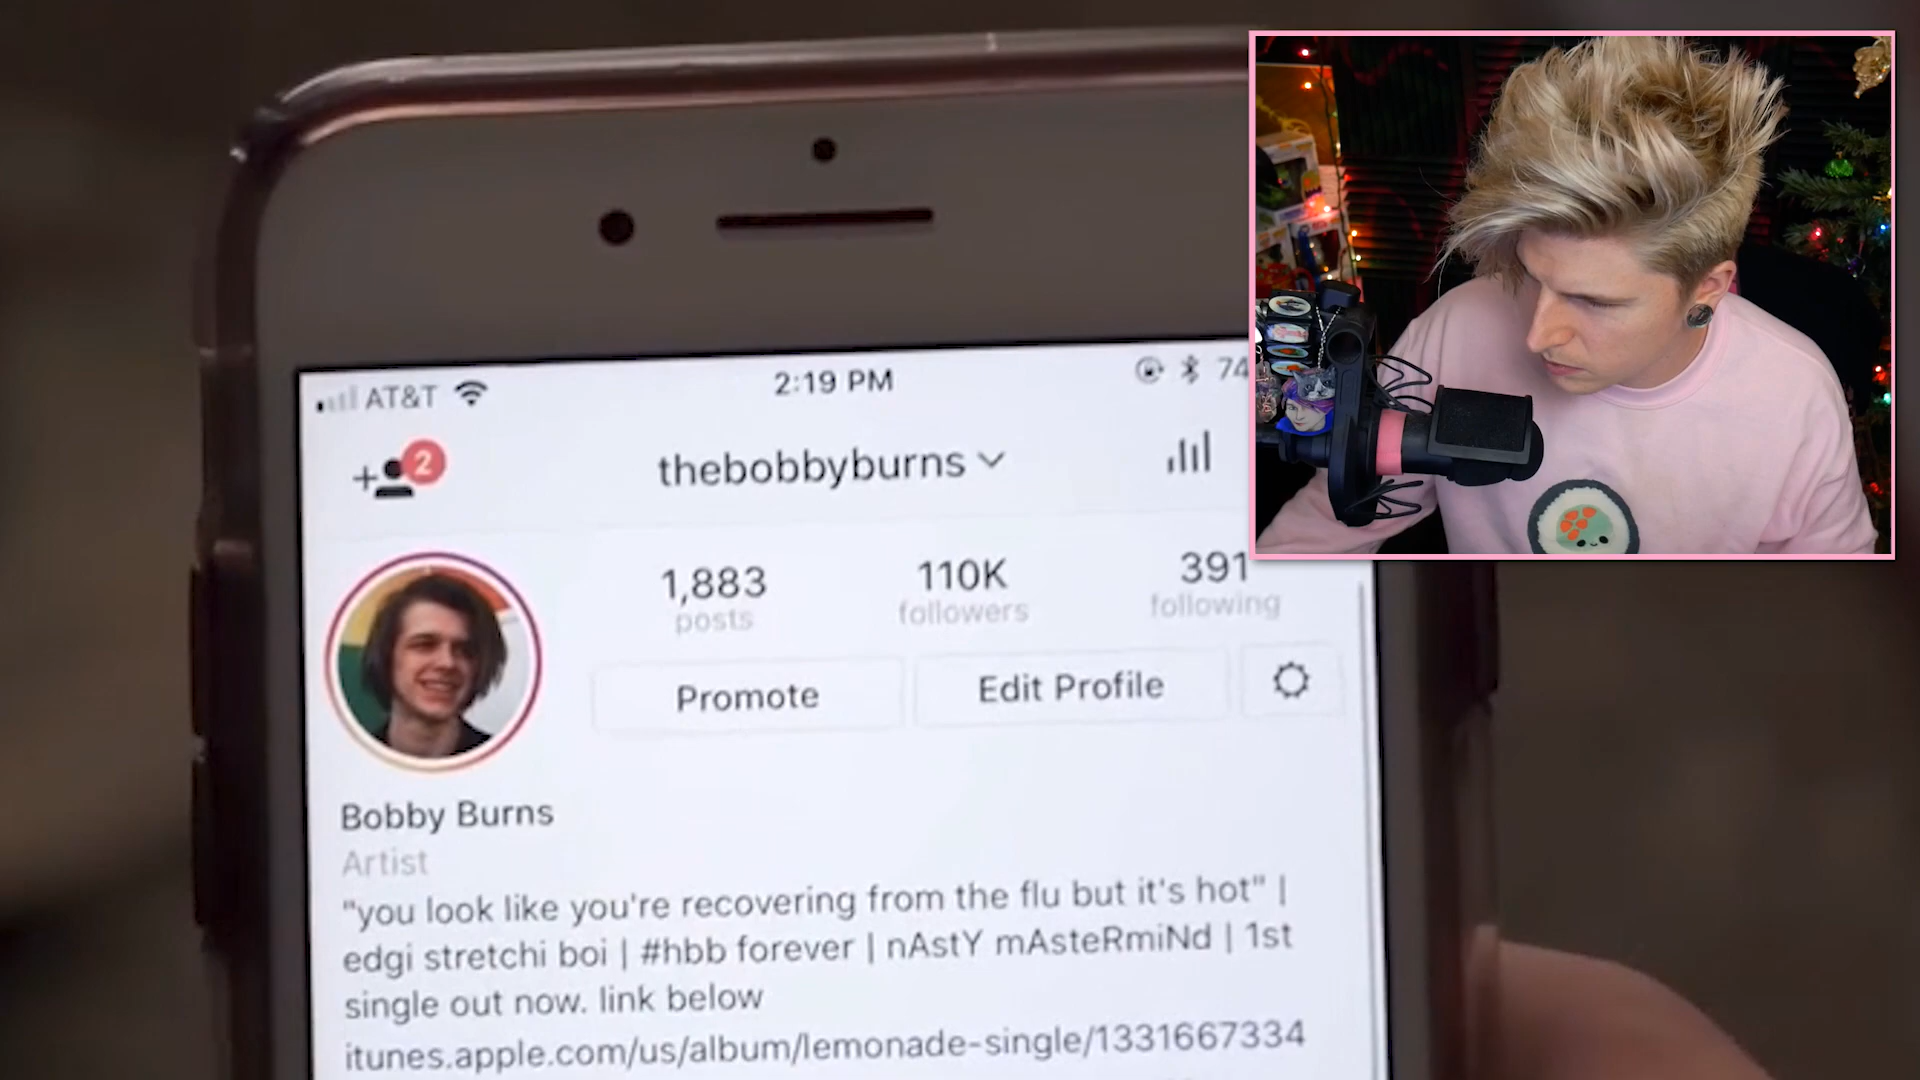 AT&T 2:19 PM 74
2 thebobbyburns
1,883 110K 391
posts followers following
Promote Edit Profile
Bobby Burns
Artist
"you look like you're recovering from the flu but it's hot" |
edgi stretchi boi | #hbb forever | nAstY mAsteRmiNd | 1st
single out now. link below
itunes.apple.com/us/album/lemonade-single/1331667334